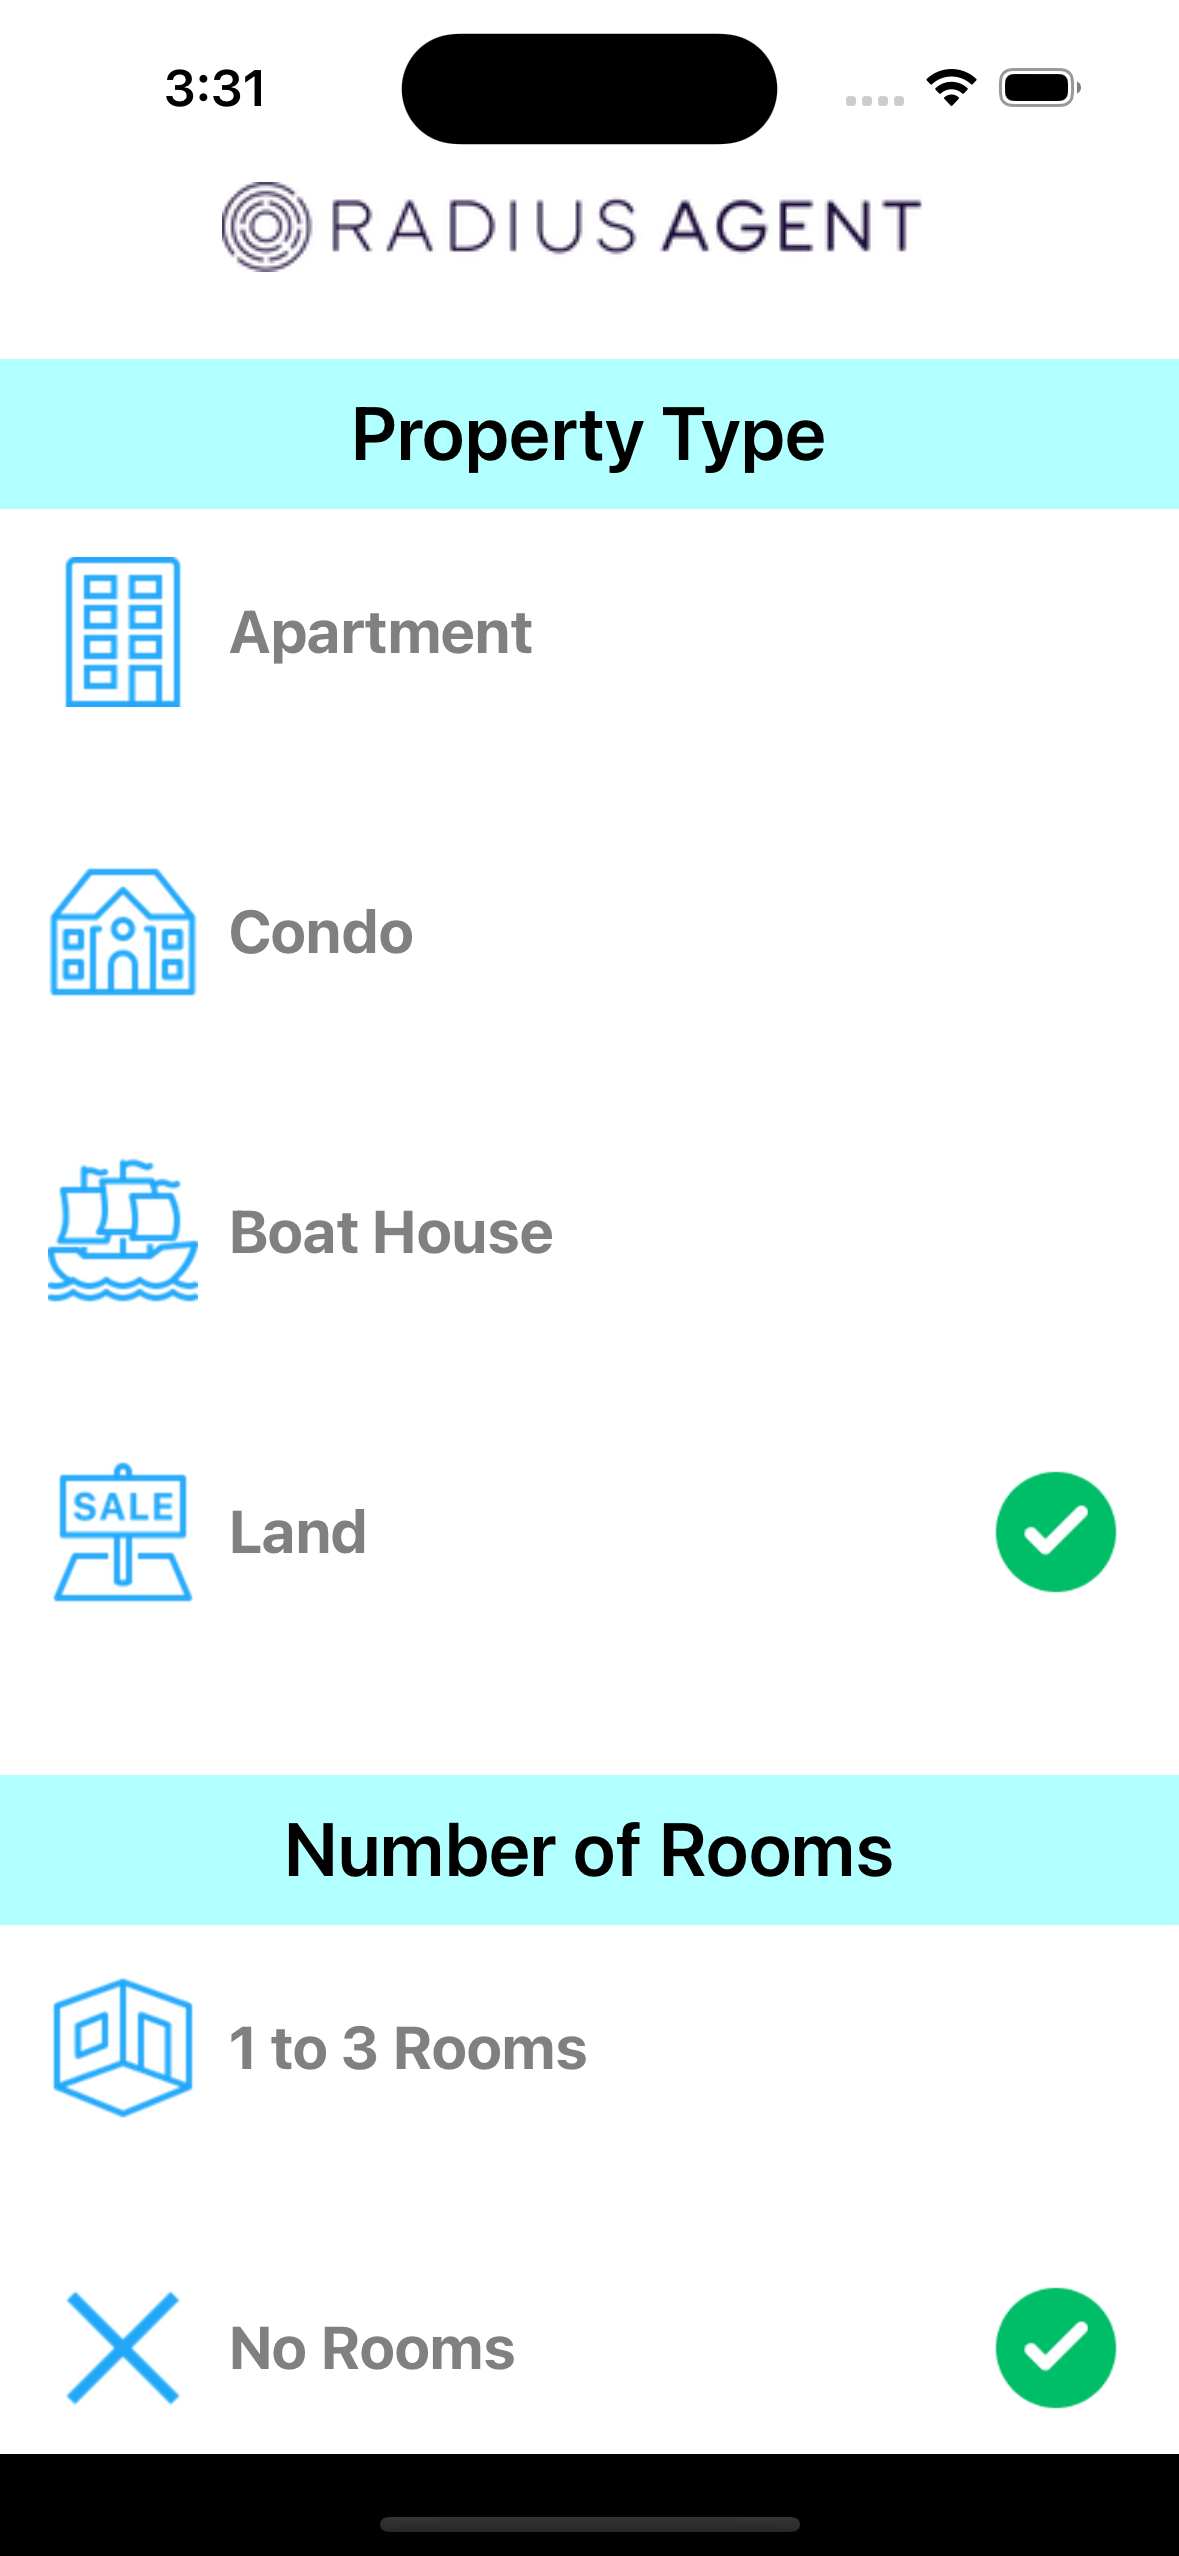 3:31
RADIUS AGENT
Property Type
Apartment
Condo
Boat House
SALE
Land
Number of Rooms
1 to 3 Rooms
No Rooms